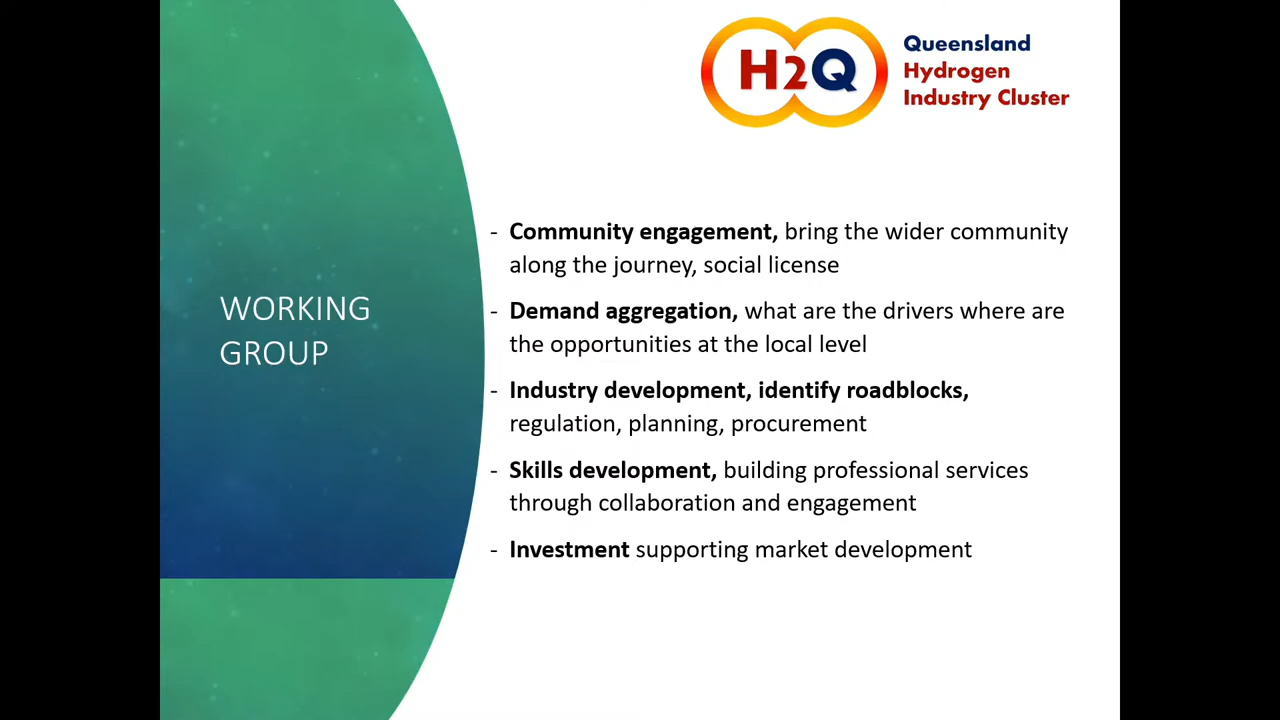 H2Q
Queensland
Hydrogen
Industry Cluster
WORKING
GROUP
- Community engagement, bring the wider community
along the journey, social license
- Demand aggregation, what are the drivers where are
the opportunities at the local level
- Industry development, identify roadblocks,
regulation, planning, procurement
- Skills development, building professional services
through collaboration and engagement
- Investment supporting market development